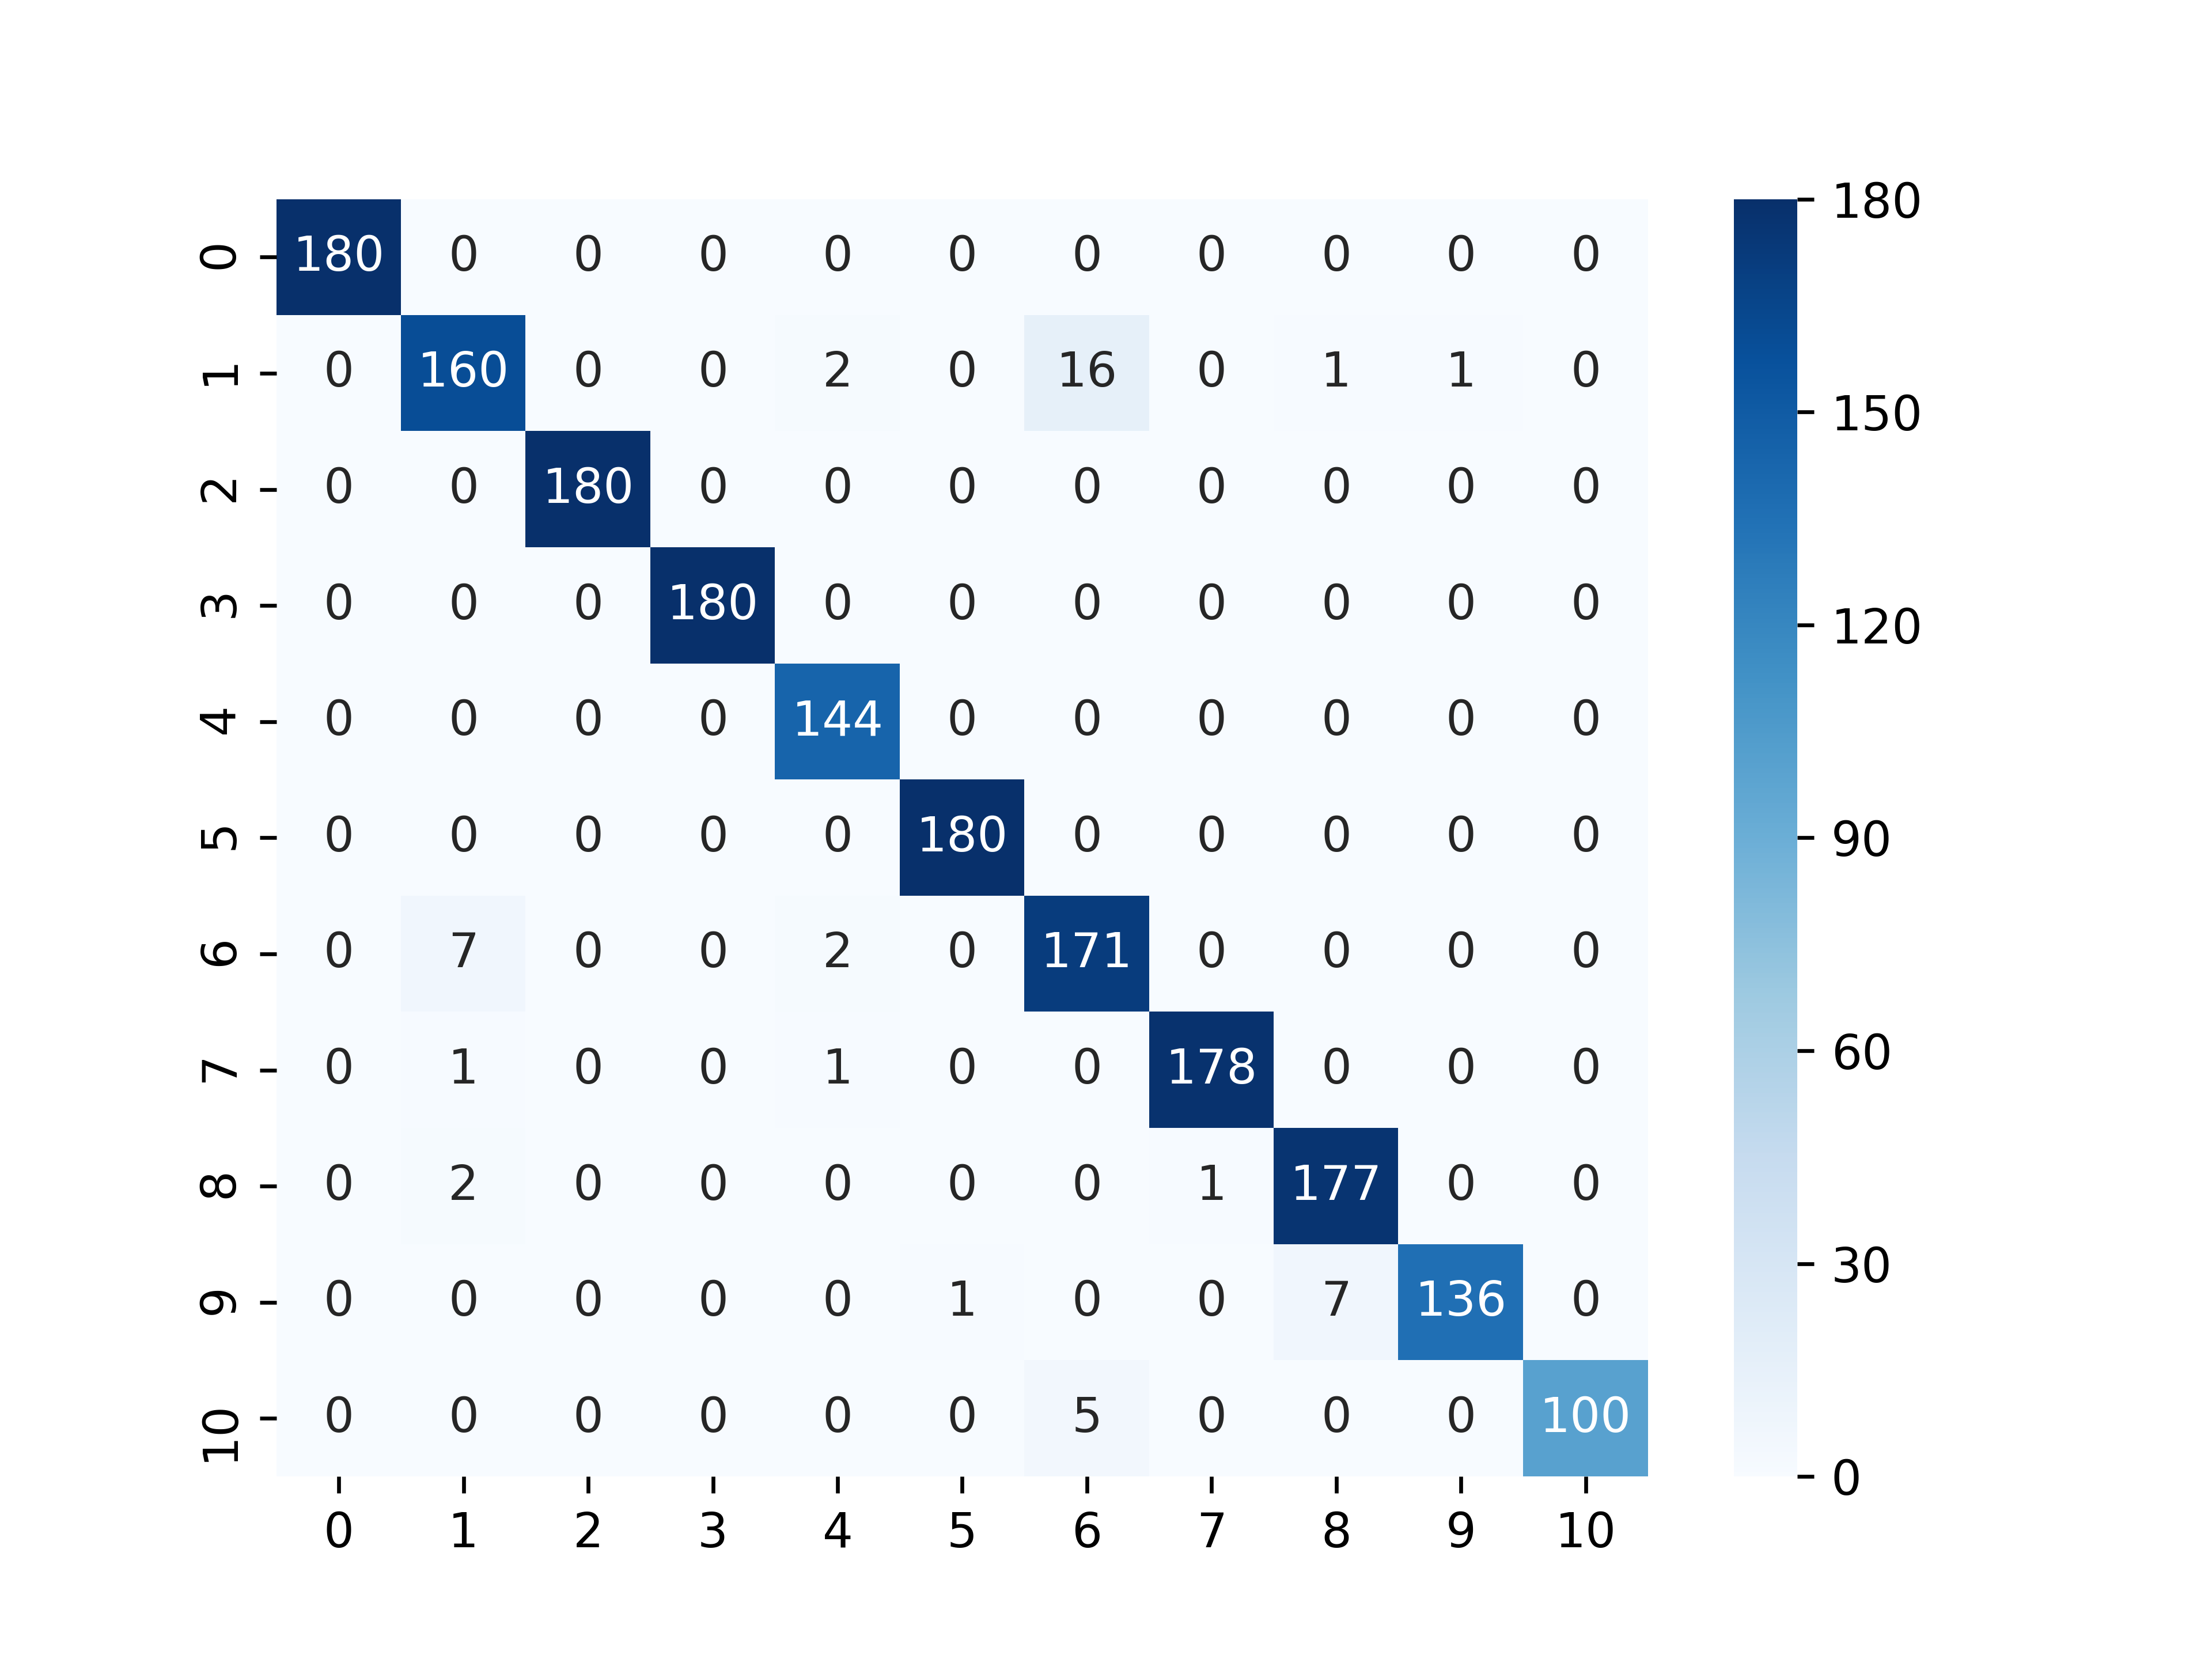 0 180 0 0 0 0 0 0 0 0 0 0 180
1 0 160 0 0 2 0 16 0 1 1 0
150
2 0 0 180 0 0 0 0 0 0 0 0
3 0 0 0 180 0 0 0 0 0 0 0
120
4 0 0 0 0 144 0 0 0 0 0 0
5 0 0 0 0 0 180 0 0 0 0 0 90
6 0 7 0 0 2 0 171 0 0 0 0
7 0 1 0 0 1 0 0 178 0 0 0 60
8 0 2 0 0 0 0 0 1 177 0 0
9 0 0 0 0 0 1 0 0 7 136 0 30
10 0 0 0 0 0 0 5 0 0 0 100
0
0 1 2 3 4 5 6 7 8 9 10